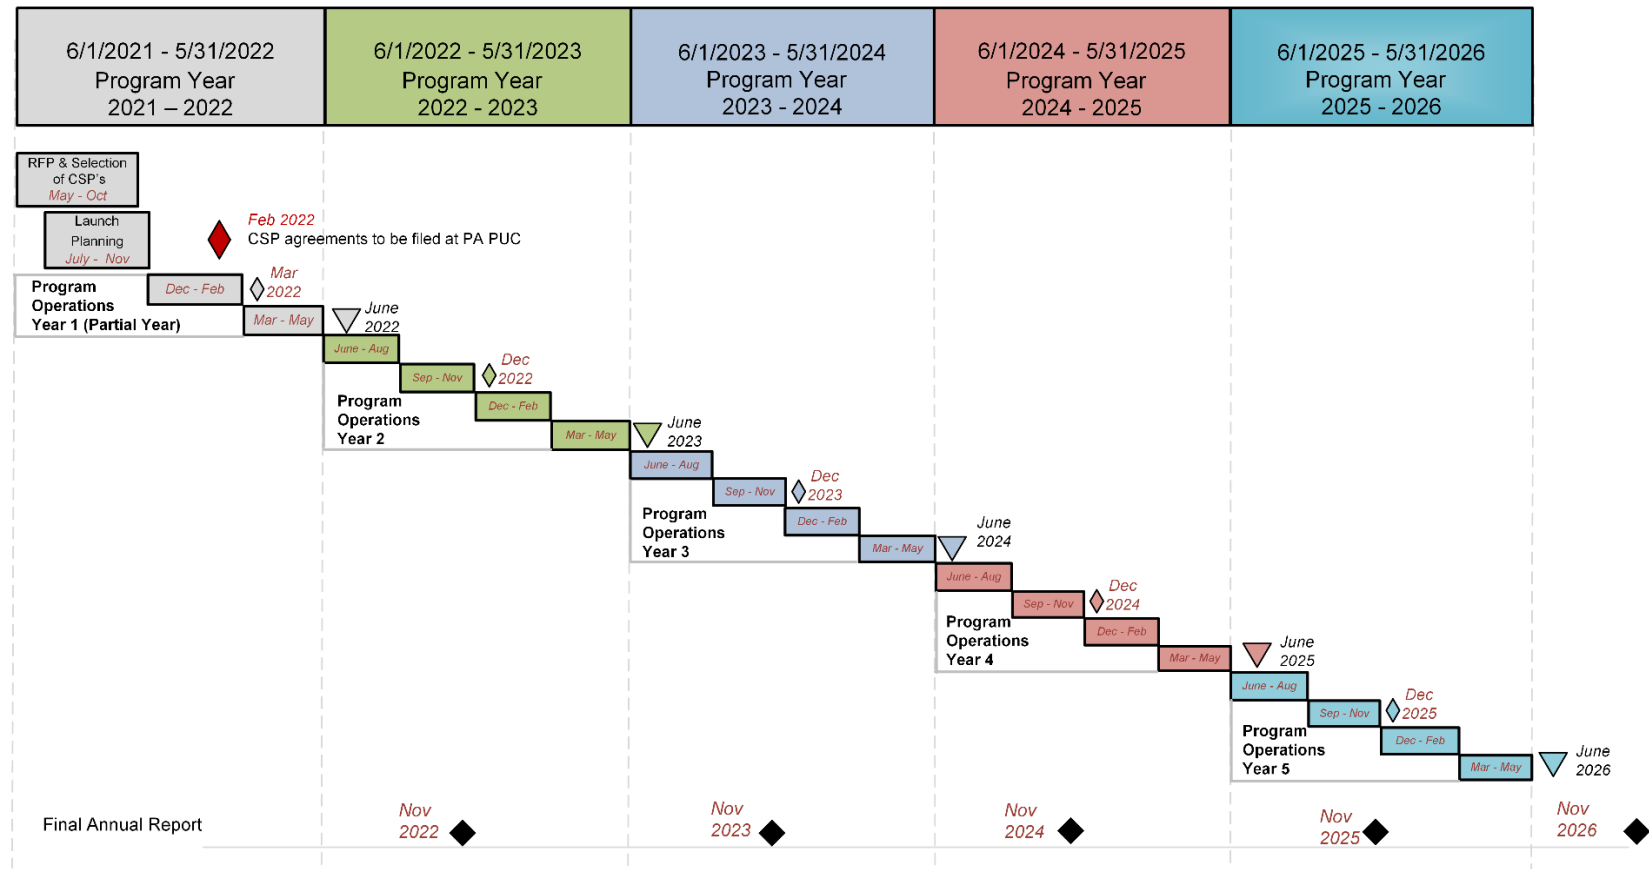 6/1/2021 - 5/31/2022
Program Year
2021 – 2022
6/1/2022 - 5/31/2023
Program Year
2022 - 2023
6/1/2023 - 5/31/2024
Program Year
2023 - 2024
6/1/2024 - 5/31/2025
Program Year
2024 - 2025
6/1/2025 - 5/31/2026
Program Year
2025 - 2026
RFP & Selection
of CSP's
May - Oct
Launch
Planning
July - Nov
Feb 2022
CSP agreements to be filed at PA PUC
Program
Operations
Year 1 (Partial Year)
Dec - Feb
Mar
2022
Mar - May
June
2022
June - Aug
Sep - Nov
Dec
2022
Program
Operations
Year 2
Dec - Feb
Mar - May
June
2023
June - Aug
Sep - Nov
Dec
2023
Program
Operations
Year 3
Dec - Feb
Mar - May
June
2024
June - Aug
Sep - Nov
Dec
2024
Program
Operations
Year 4
Dec - Feb
Mar - May
June
2025
June - Aug
Sep - Nov
Dec
2025
Program
Operations
Year 5
Dec - Feb
Mar - May
June
2026
Final Annual Report
Nov
2022
Nov
2023
Nov
2024
Nov
2025
Nov
2026